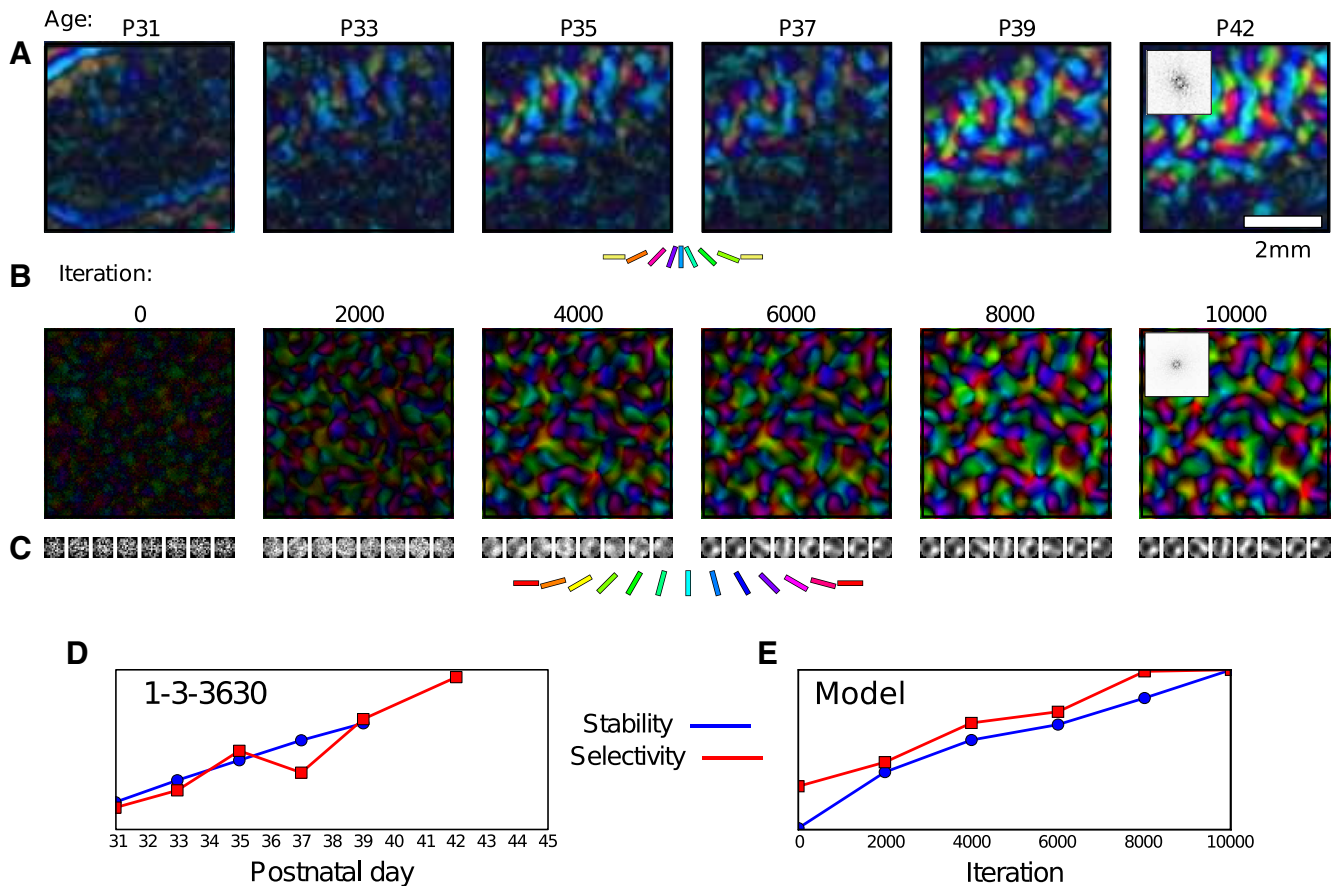 Age:
P31 P33 P35 P37 P39 P42
A
2mm
B Iteration:
0 2000 4000 6000 8000 10000
C
D
1-3-3630
31 32 33 34 35 36 37 38 39 40 41 42 43 44 45
Postnatal day
Stability
Selectivity
E
Model
0 2000 4000 6000 8000 10000
Iteration